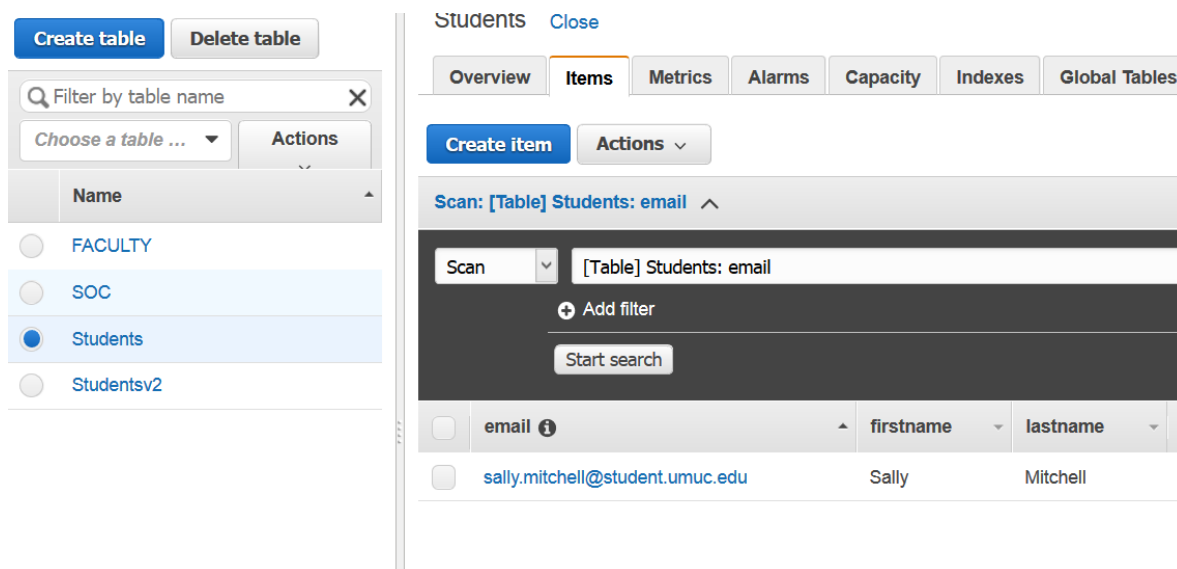 Create table Delete table
Filter by table name
Choose a table ... Actions
Name
FACULTY
SOC
Students
Studentsv2
Students Close
Overview Items Metrics Alarms Capacity Indexes Global Tables
Create item Actions
Scan: [Table] Students: email
Scan [Table] Students: email
Add filter
Start search
email firstname lastname
sally.mitchell@student.umuc.edu Sally Mitchell